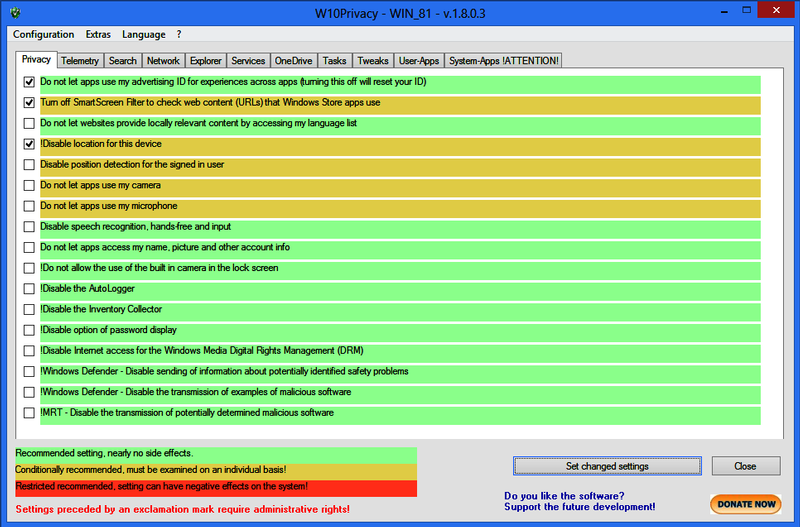 W10Privacy - WIN_81 - v.1.8.0.3
Configuration Extras Language ?
Privacy Telemetry Search Network Explorer Services OneDrive Tasks Tweaks User-Apps System-Apps !ATTENTION!
Do not let apps use my advertising ID for experiences across apps (turning this off will reset your ID)
Turn off SmartScreen Filter to check web content (URLs) that Windows Store apps use
Do not let websites provide locally relevant content by accessing my language list
!Disable location for this device
Disable position detection for the signed in user
Do not let apps use my camera
Do not let apps use my microphone
Disable speech recognition, hands-free and input
Do not let apps access my name, picture and other account info
!Do not allow the use of the built in camera in the lock screen
!Disable the AutoLogger
!Disable the Inventory Collector
!Disable option of password display
!Disable Internet access for the Windows Media Digital Rights Management (DRM)
!Windows Defender - Disable sending of information about potentially identified safety problems
!Windows Defender - Disable the transmission of examples of malicious software
!MRT - Disable the transmission of potentially determined malicious software
Recommended setting, nearly no side effects.
Conditionally recommended, must be examined on an individual basis!
Restricted recommended, setting can have negative effects on the system!
Settings preceded by an exclamation mark require administrative rights!
Set changed settings
Close
Do you like the software?
Support the future development!
DONATE NOW